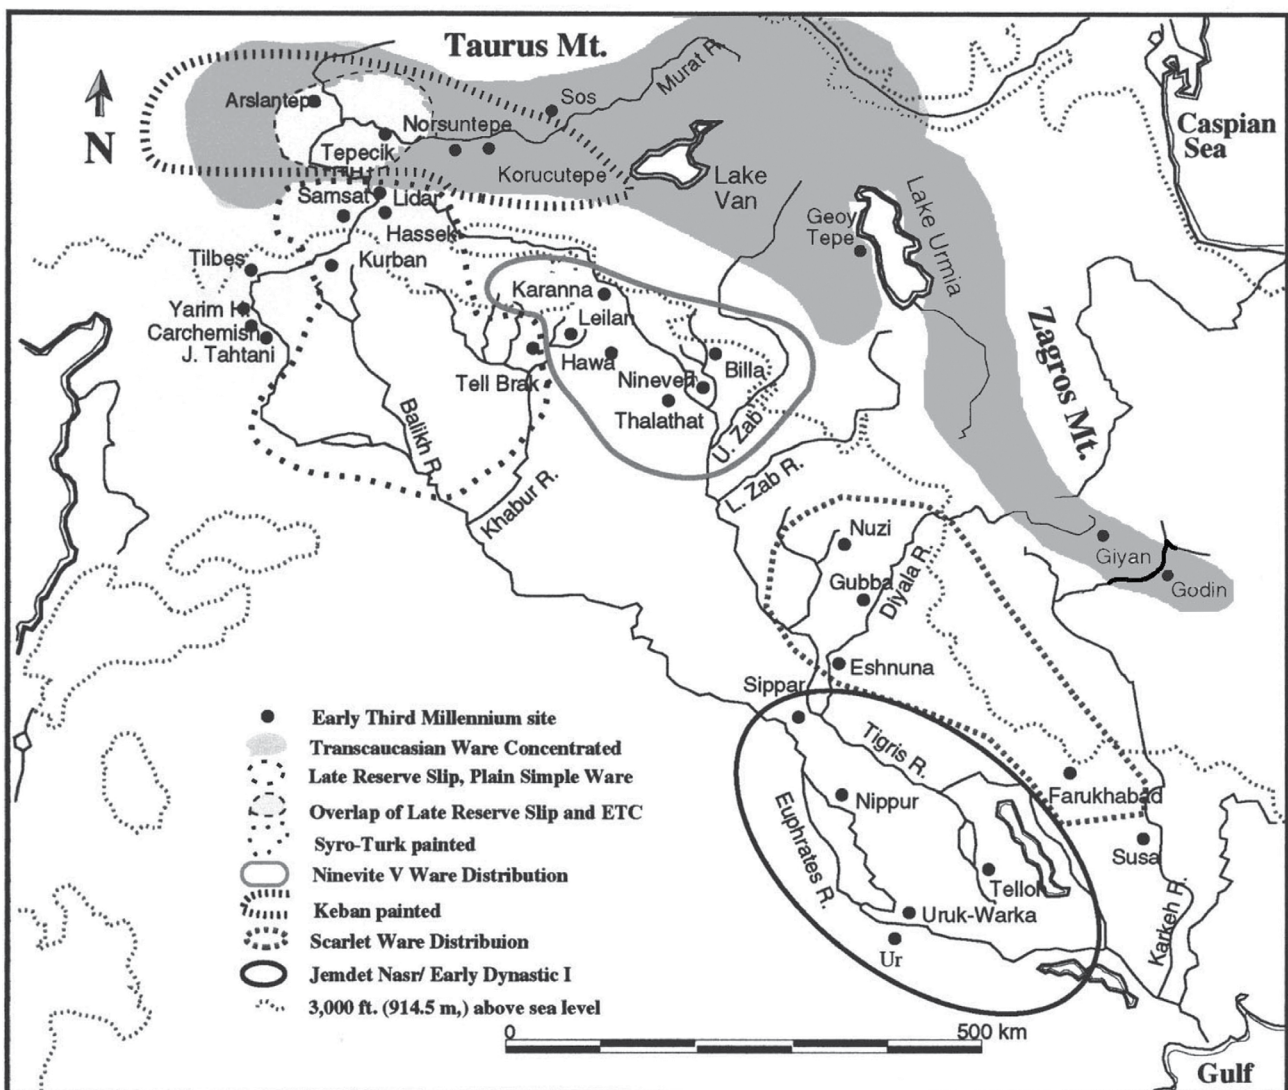 Taurus Mt.
Murat R.
N
Arslantepe
Sos
Norsuntepe
Tepecik
Korucutepe
Caspian
Sea
Lake
Van
Samsat
Lidar
Hassek
Geoy
Tepe
Lake Urmia
Tilbeş
Kurban
Karanna
Yarim H.
Carchemish
J. Tahtani
Leilan
Hawa
Tell Brak
Nineveh
Billa
Thalathat
U. Zab
Zagros Mt.
Balikh R.
Khabur R.
L. Zab R.
Nuzi
Gubba
Diyala R.
Giyan
Godin
Eshnuna
Sippar
Tigris R.
Nippur
Euphrates R.
Farukhabad
Susa
Telloh
Uruk-Warka
Ur
Karkeh R.
Early Third Millennium site
Transcaucasian Ware Concentrated
Late Reserve Slip, Plain Simple Ware
Overlap of Late Reserve Slip and ETC
Syro-Turk painted
Ninevite V Ware Distribution
Keban painted
Scarlet Ware Distribuion
Jemdet Nasr/ Early Dynastic I
3,000 ft. (914.5 m,) above sea level
0
500 km
Gulf